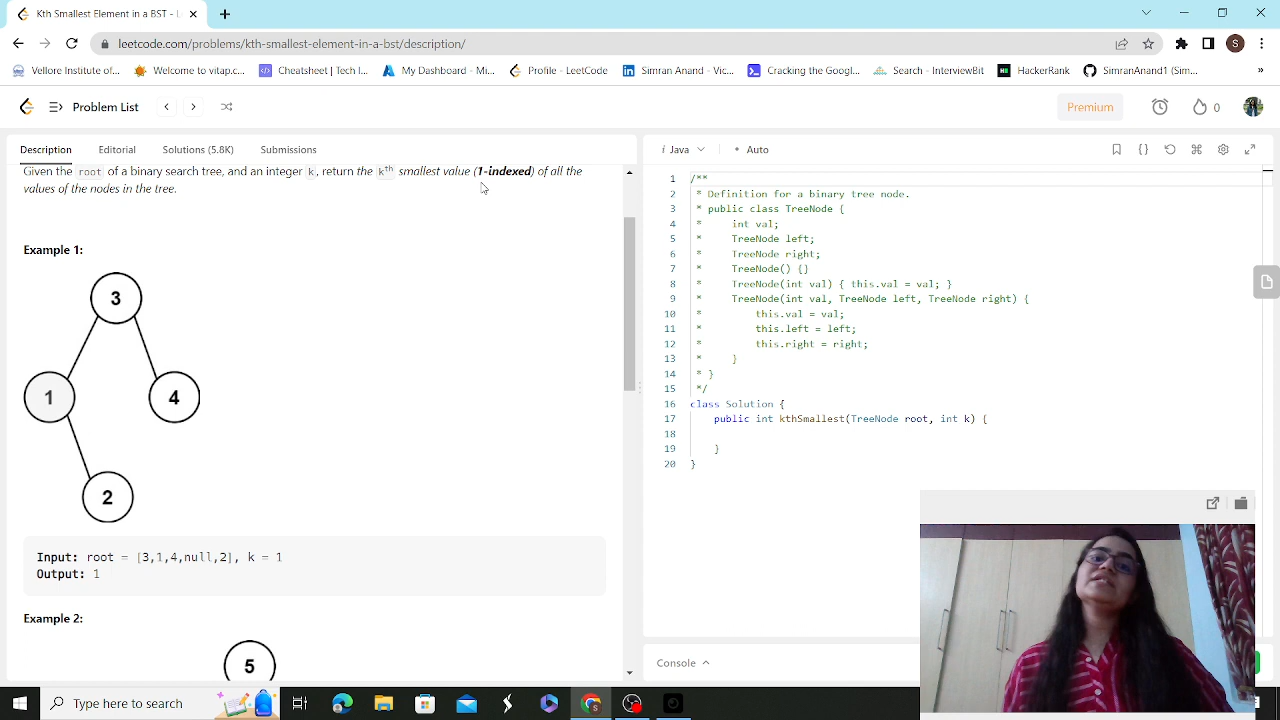 Kth Smallest Element in a BST - L
leetcode.com/problems/kth-smallest-element-in-a-bst/description/
Welcome onboard vitap.c...
Codetantra | Tech l...
Azure Portal (Mi...
Profile - LeetCode
Simran Anand - Vic...
Cracking the Googl...
Search - InterviewBit
HackerRank
SimranAnand1 (Sim...
»
Problem List
Premium
0
Description
Editorial
Solutions (5.8K)
Submissions
i Java
• Auto
Given the root of a binary search tree, and an integer k, return the kth smallest value (1-indexed) of all the
values of the nodes in the tree.
Example 1:
3
1
4
2
Input: root = [3,1,4,null,2], k = 1
Output: 1
Example 2:
5
1 /**
2 * Definition for a binary tree node.
3 * public class TreeNode {
4 * int val;
5 * TreeNode left;
6 * TreeNode right;
7 * TreeNode() {}
8 * TreeNode(int val) { this.val = val; }
9 * TreeNode(int val, TreeNode left, TreeNode right) {
10 * this.val = val;
11 * this.left = left;
12 * this.right = right;
13 * }
14 * }
15 */
16 class Solution {
17 public int kthSmallest(TreeNode root, int k) {
18
19 }
20 }
Console
Type here to search